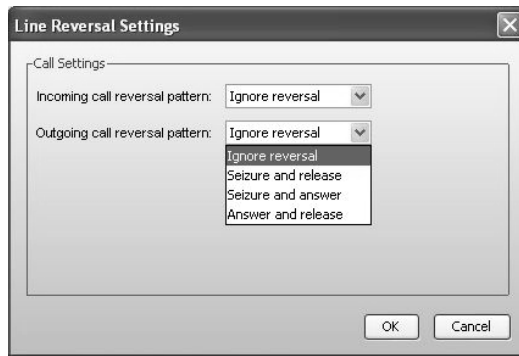 Line Reversal Settings
Call Settings
Incoming call reversal pattern: Ignore reversal
Outgoing call reversal pattern: Ignore reversal
Ignore reversal
Seizure and release
Seizure and answer
Answer and release
OK Cancel